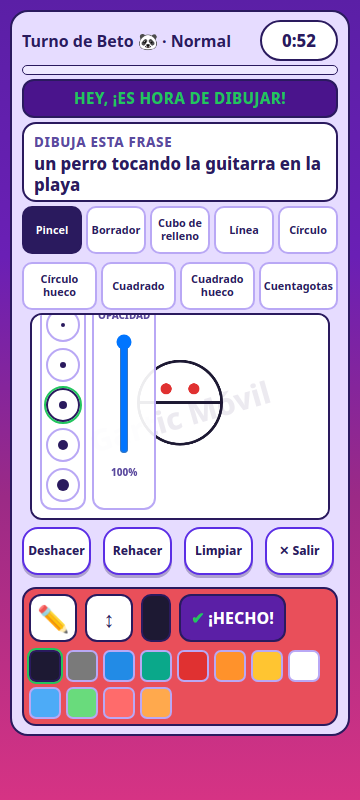 Turno de Beto 🐼 · Normal
0:52
HEY, ¡ES HORA DE DIBUJAR!
DIBUJA ESTA FRASE
un perro tocando la guitarra en la
playa
Pincel
Borrador
Cubo de
relleno
Línea
Círculo
Círculo
hueco
Cuadrado
Cuadrado
hueco
Cuentagotas
OPACIDAD
ic Móvil
100%
Deshacer
Rehacer
Limpiar
✕ Salir
✔ ¡HECHO!